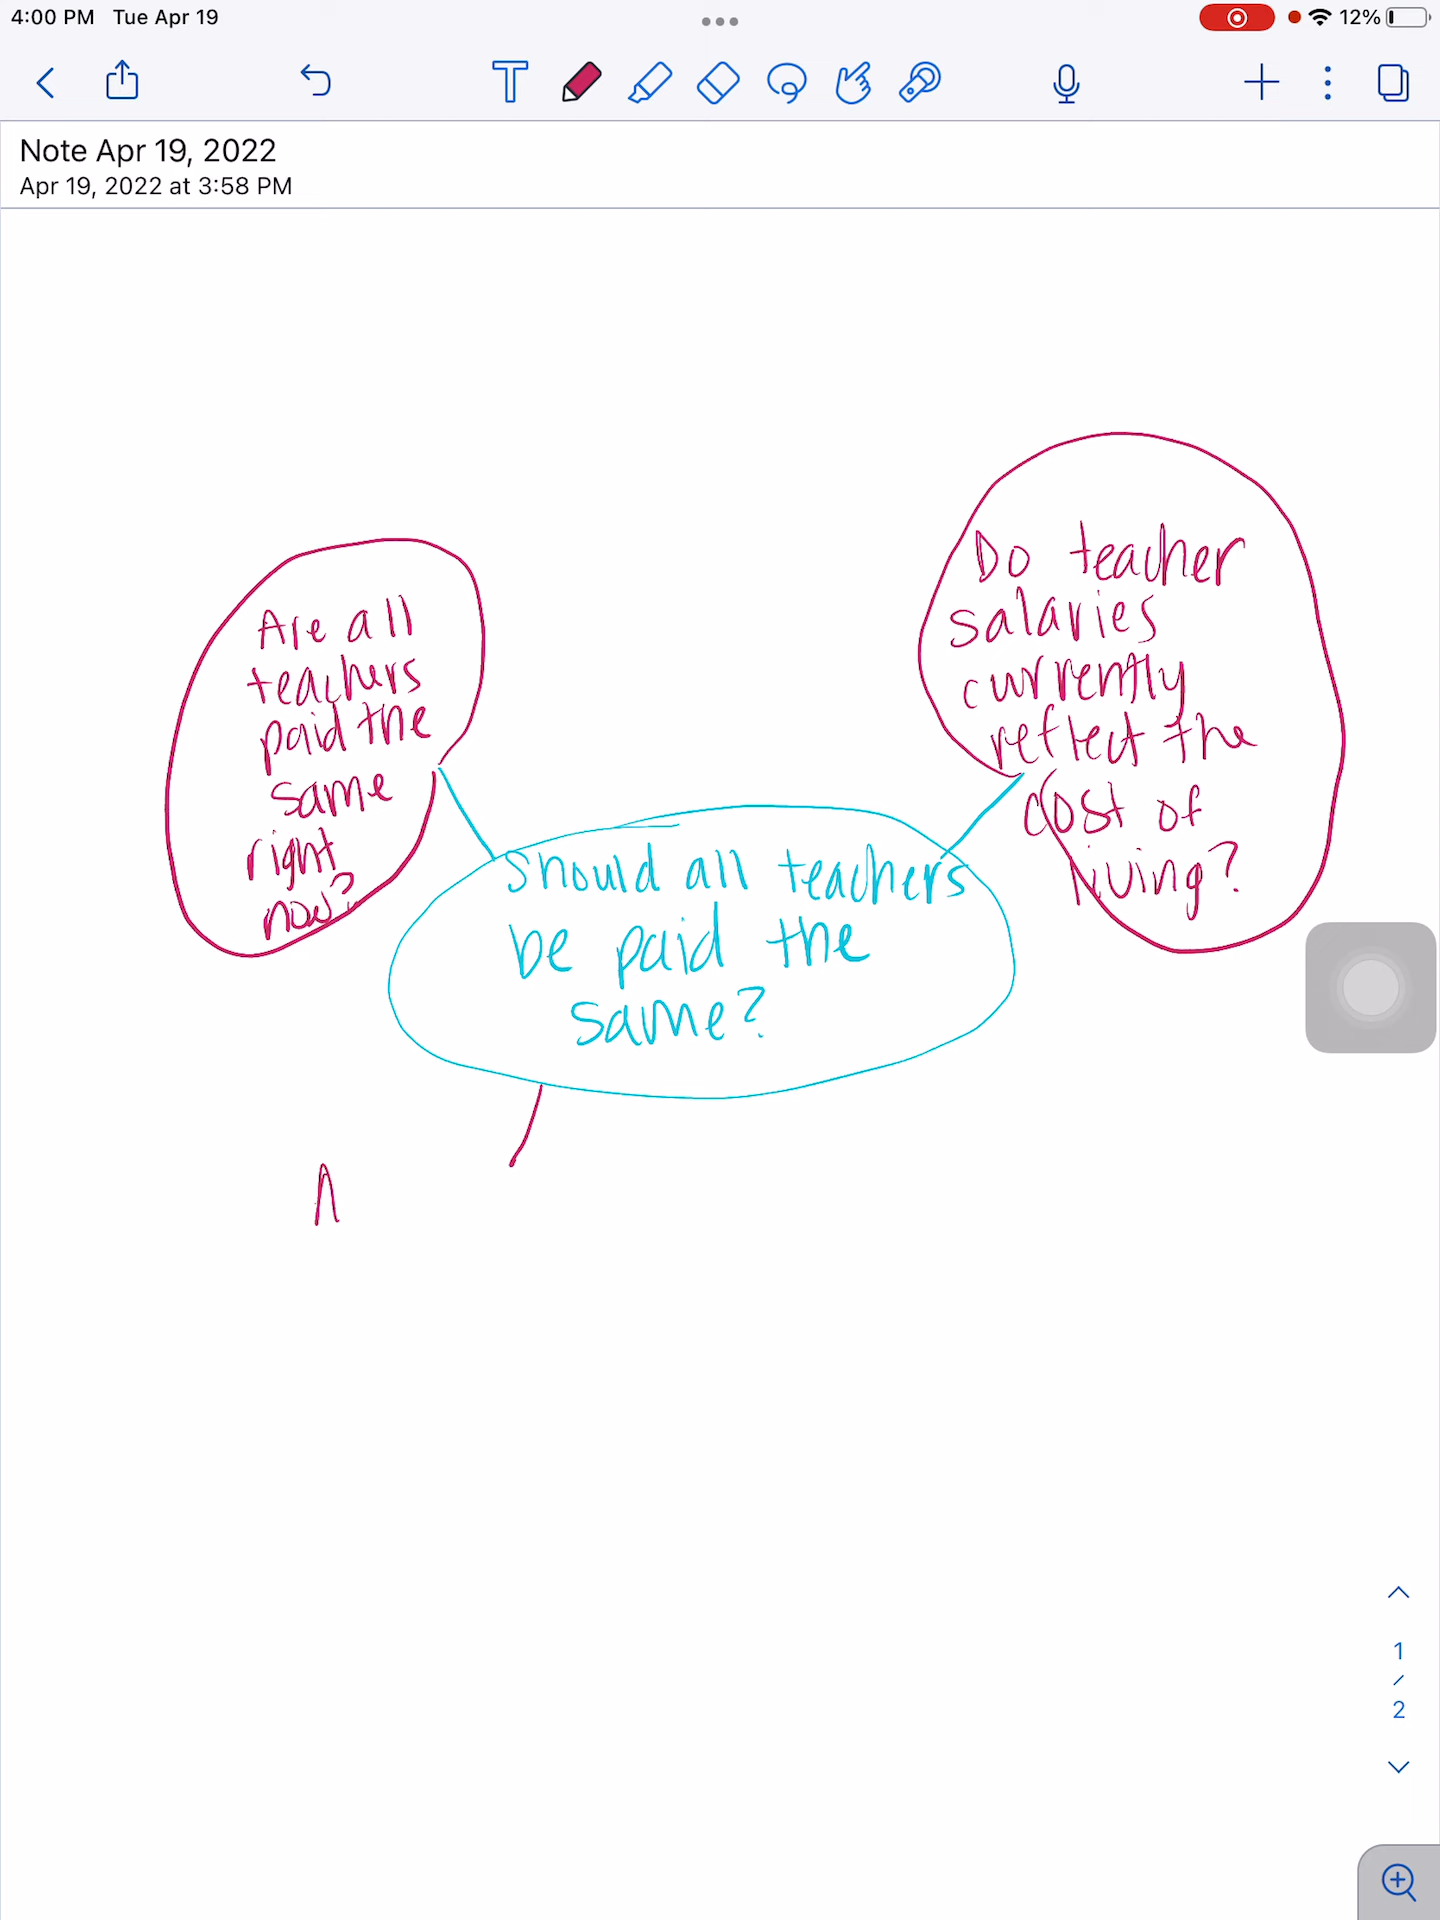 4:00 PM Tue Apr 19
12%
T
Note Apr 19, 2022
Apr 19, 2022 at 3:58 PM
Are all
teachers
paid the
same
right
now?
Do teacher
salaries
currently
reflect the
cost of
living?
Should all teachers
be paid the
same?
1
/
2